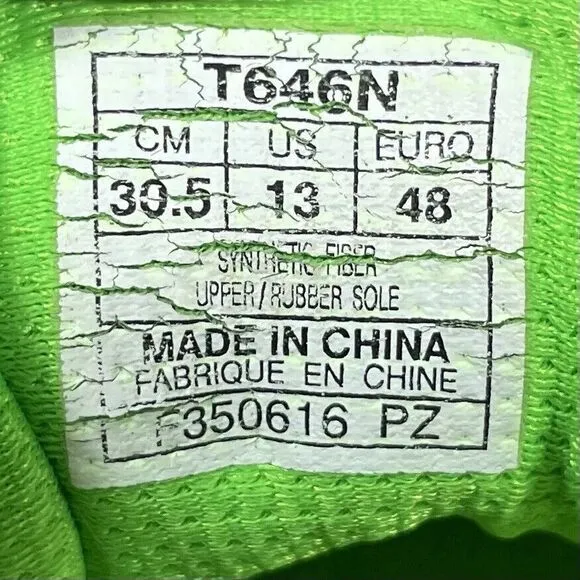 T646N
CM US EURO
30.5 13 48
SYNTHETIC FIBER
UPPER/RUBBER SOLE
MADE IN CHINA
FABRIQUE EN CHINE
F350616 PZ